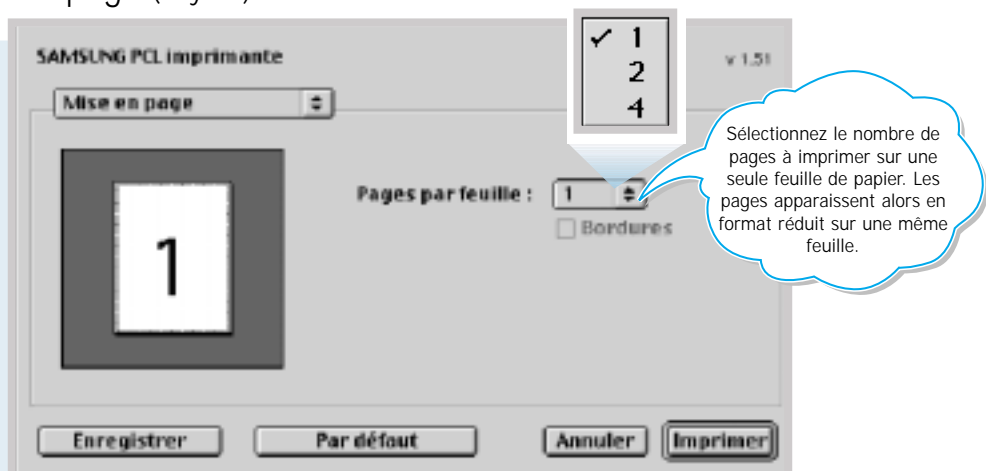 SAMSUNG PCL imprimante
v 1.51
✓ 1
2
4
Mise en page
Pages par feuille : 1
Bordures
1
Sélectionnez le nombre de
pages à imprimer sur une
seule feuille de papier. Les
pages apparaissent alors en
format réduit sur une même
feuille.
Enregistrer
Par défaut
Annuler
Imprimer